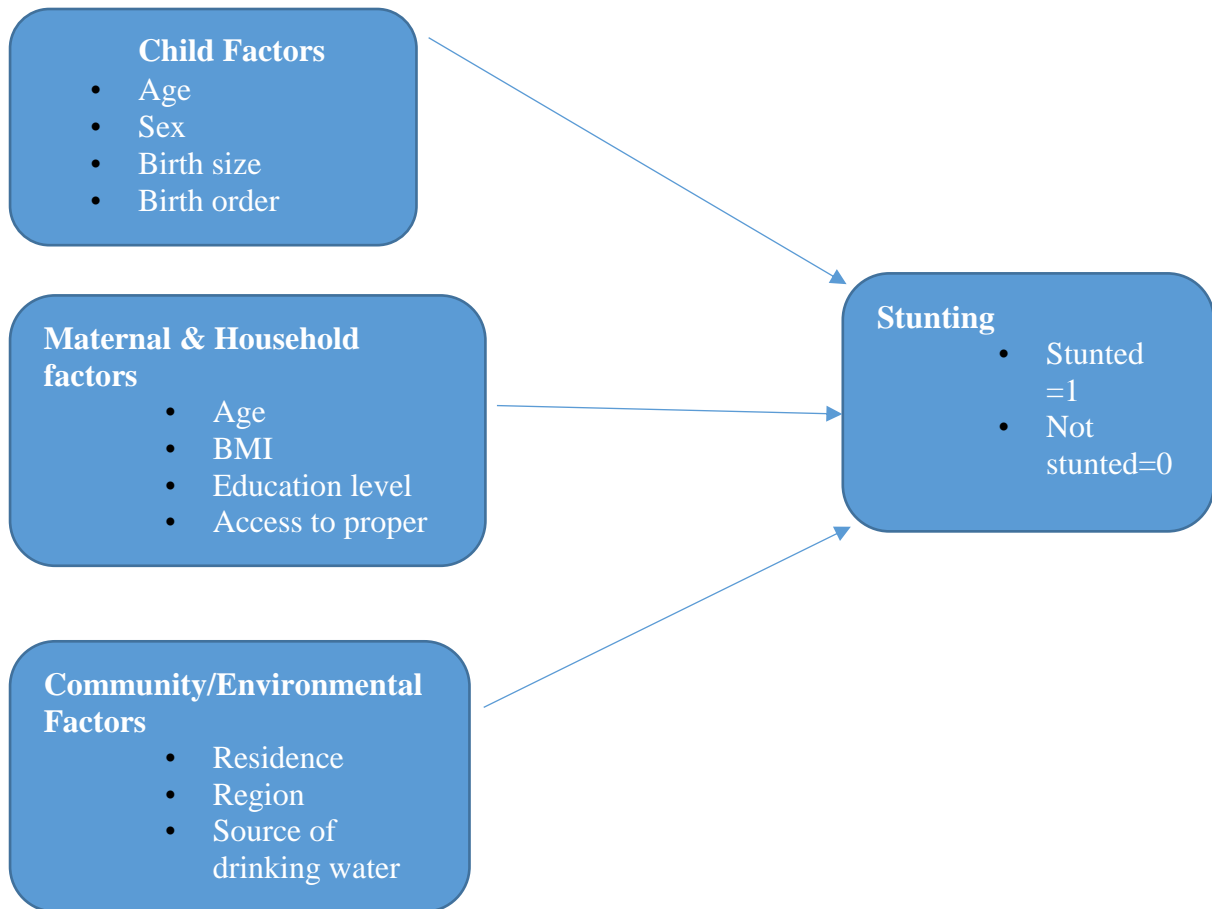 Child Factors
• Age
• Sex
• Birth size
• Birth order
Maternal & Household
factors
• Age
• BMI
• Education level
• Access to proper
Community/Environmental
Factors
• Residence
• Region
• Source of
drinking water
Stunting
• Stunted
=1
• Not
stunted=0